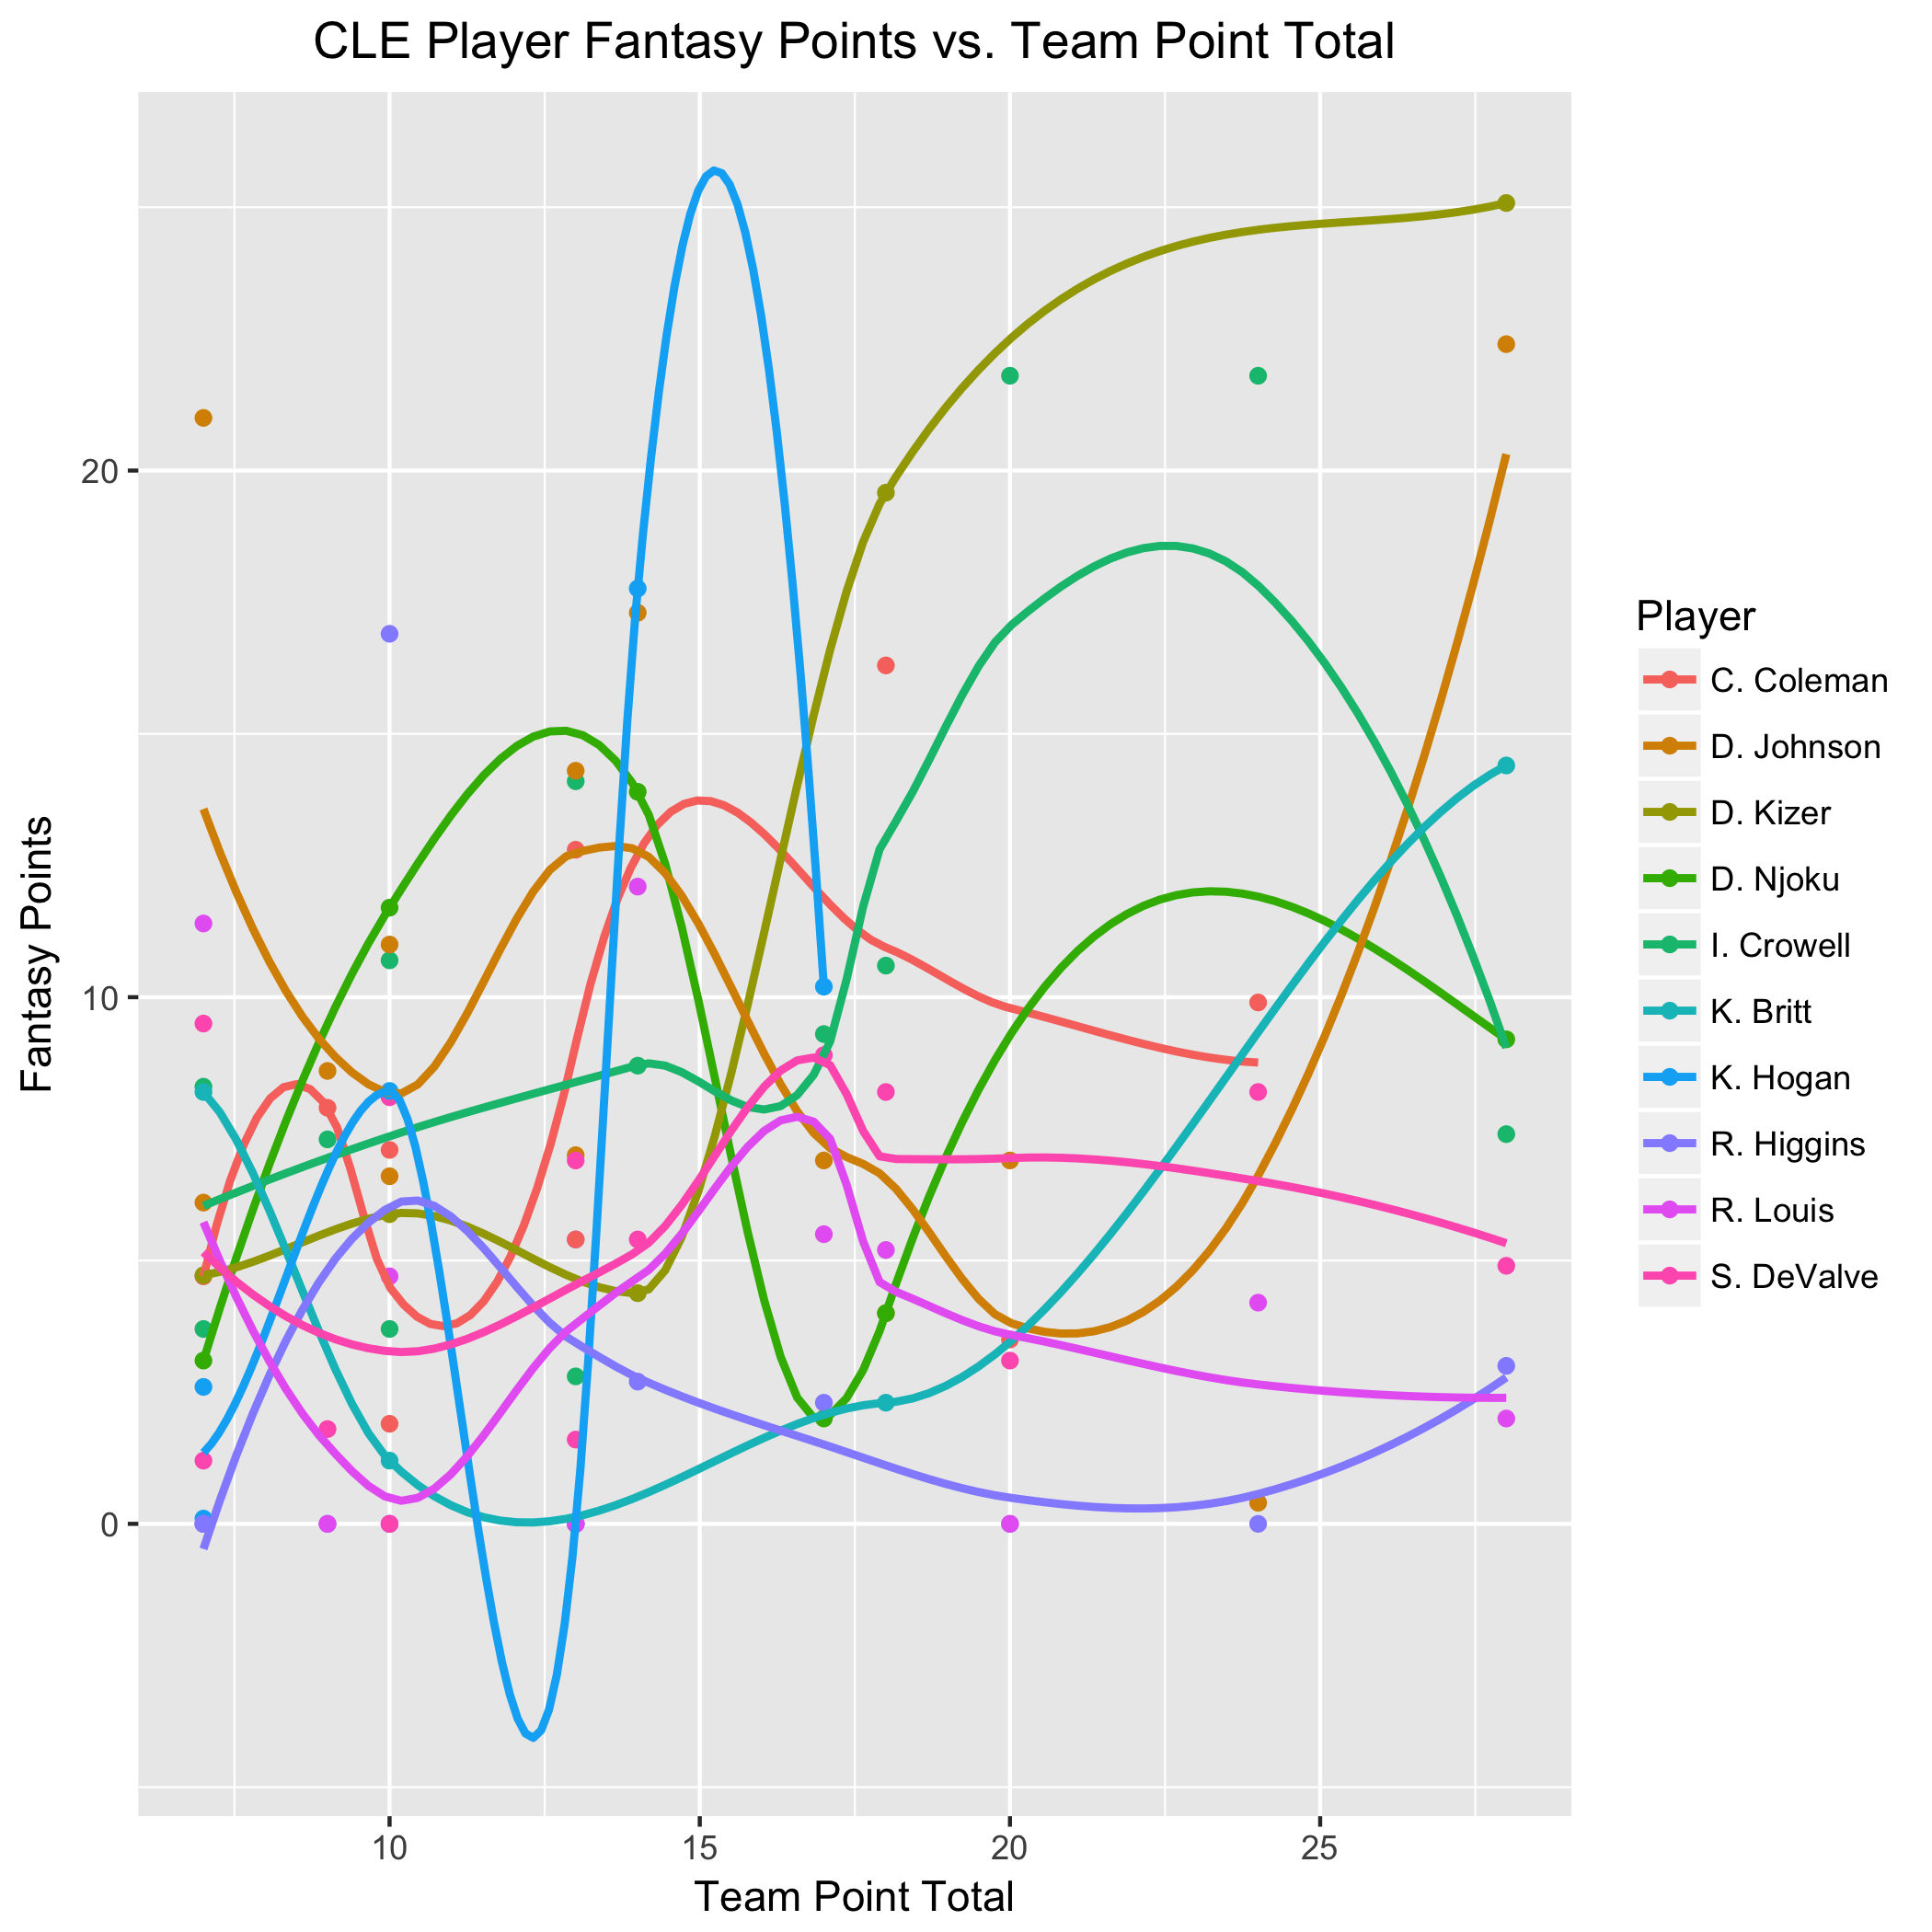 CLE Player Fantasy Points vs. Team Point Total
Fantasy Points
20
10
0
10
15
20
25
Team Point Total
Player
C. Coleman
D. Johnson
D. Kizer
D. Njoku
I. Crowell
K. Britt
K. Hogan
R. Higgins
R. Louis
S. DeValve